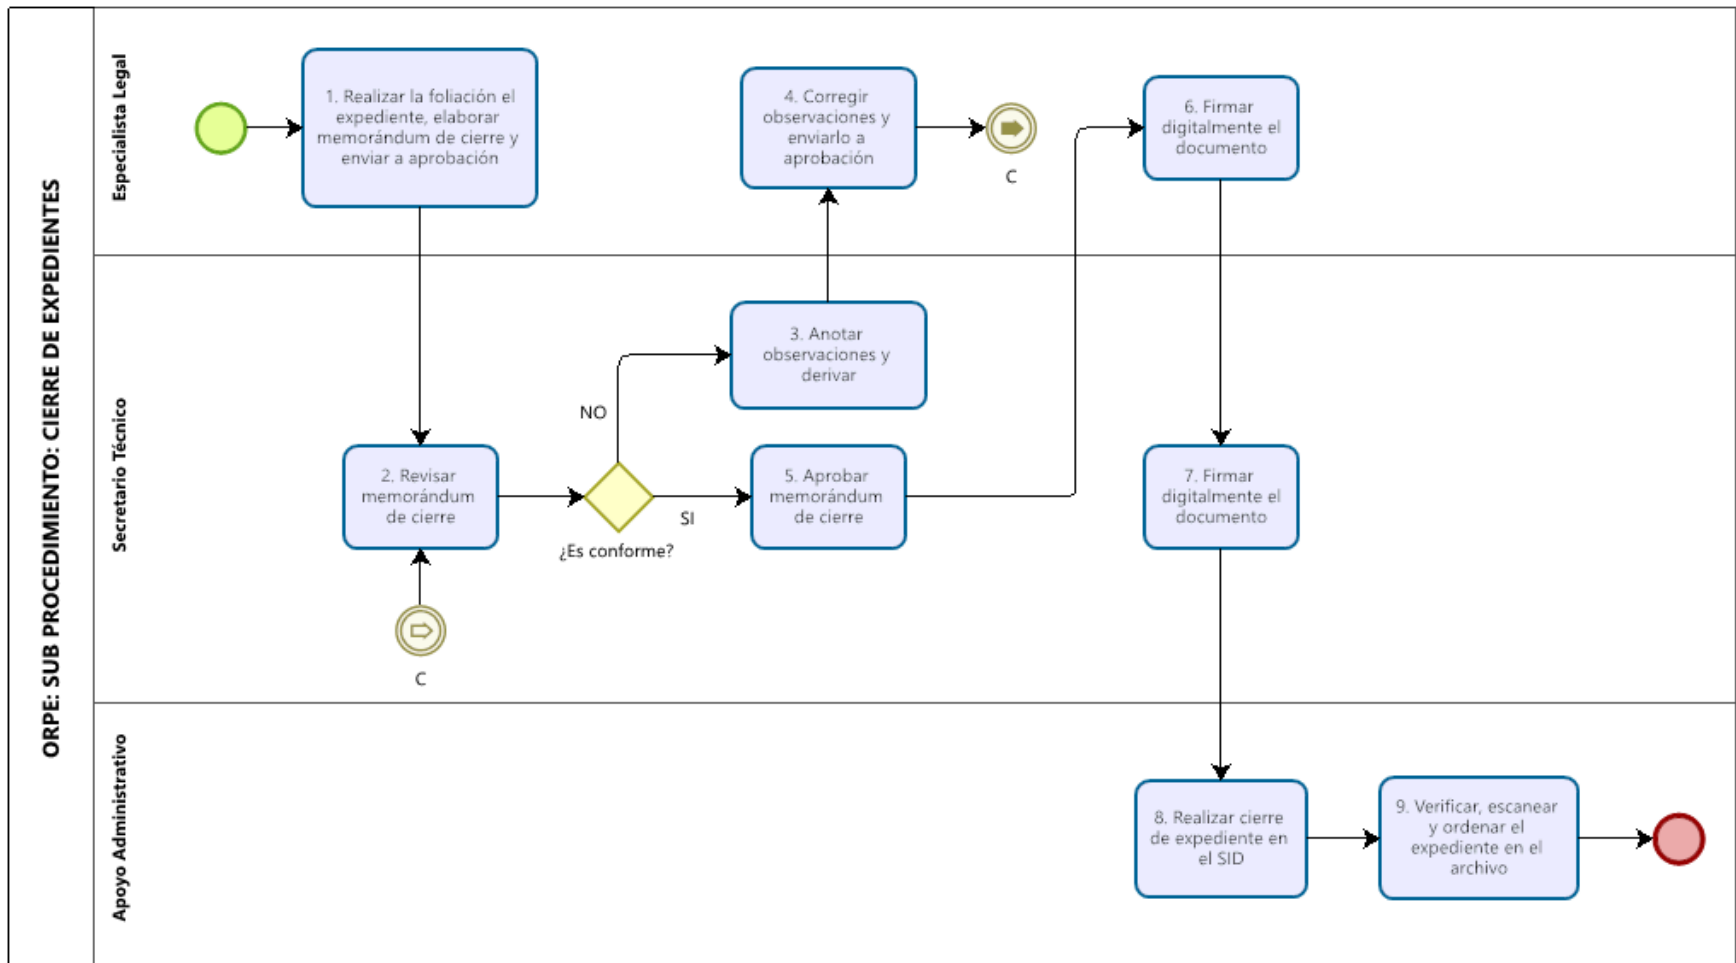 ORPE: SUB PROCEDIMIENTO: CIERRE DE EXPEDIENTES
Especialista Legal
1. Realizar la foliación el
expediente, elaborar
memorándum de cierre y
enviar a aprobación
4. Corregir
observaciones y
enviarlo a
aprobación
C
6. Firmar
digitalmente el
documento
Secretario Técnico
3. Anotar
observaciones y
derivar
NO
2. Revisar
memorándum
de cierre
¿Es conforme?
SI
5. Aprobar
memorándum
de cierre
7. Firmar
digitalmente el
documento
C
Apoyo Administrativo
8. Realizar cierre
de expediente en
el SID
9. Verificar, escanear
y ordenar el
expediente en el
archivo